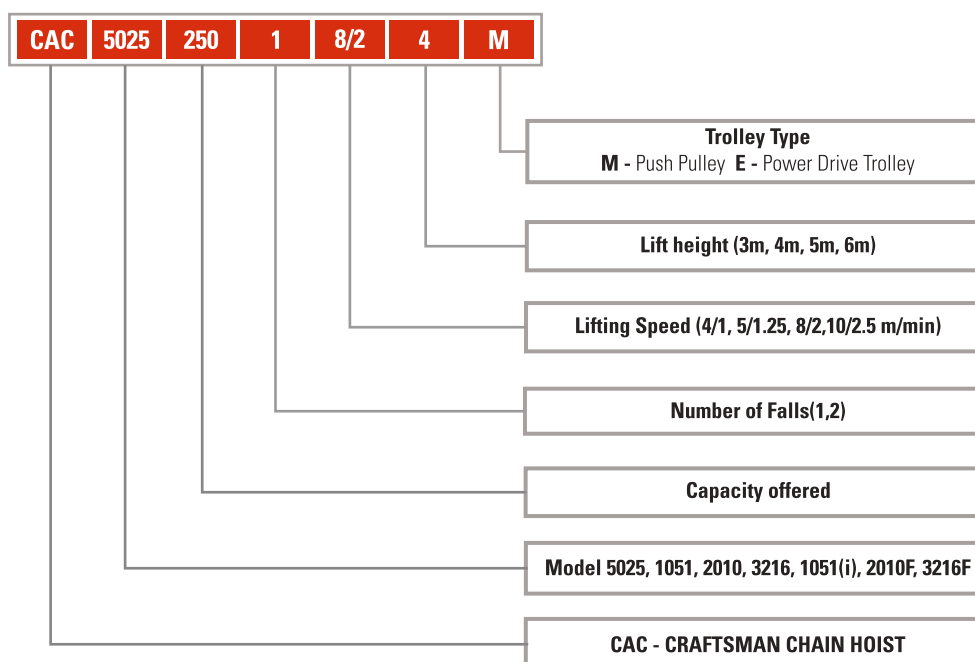 CAC 5025 250 1 8/2 4 M
Trolley Type
M - Push Pulley E - Power Drive Trolley
Lift height (3m, 4m, 5m, 6m)
Lifting Speed (4/1, 5/1.25, 8/2,10/2.5 m/min)
Number of Falls(1,2)
Capacity offered
Model 5025, 1051, 2010, 3216, 1051(i), 2010F, 3216F
CAC - CRAFTSMAN CHAIN HOIST